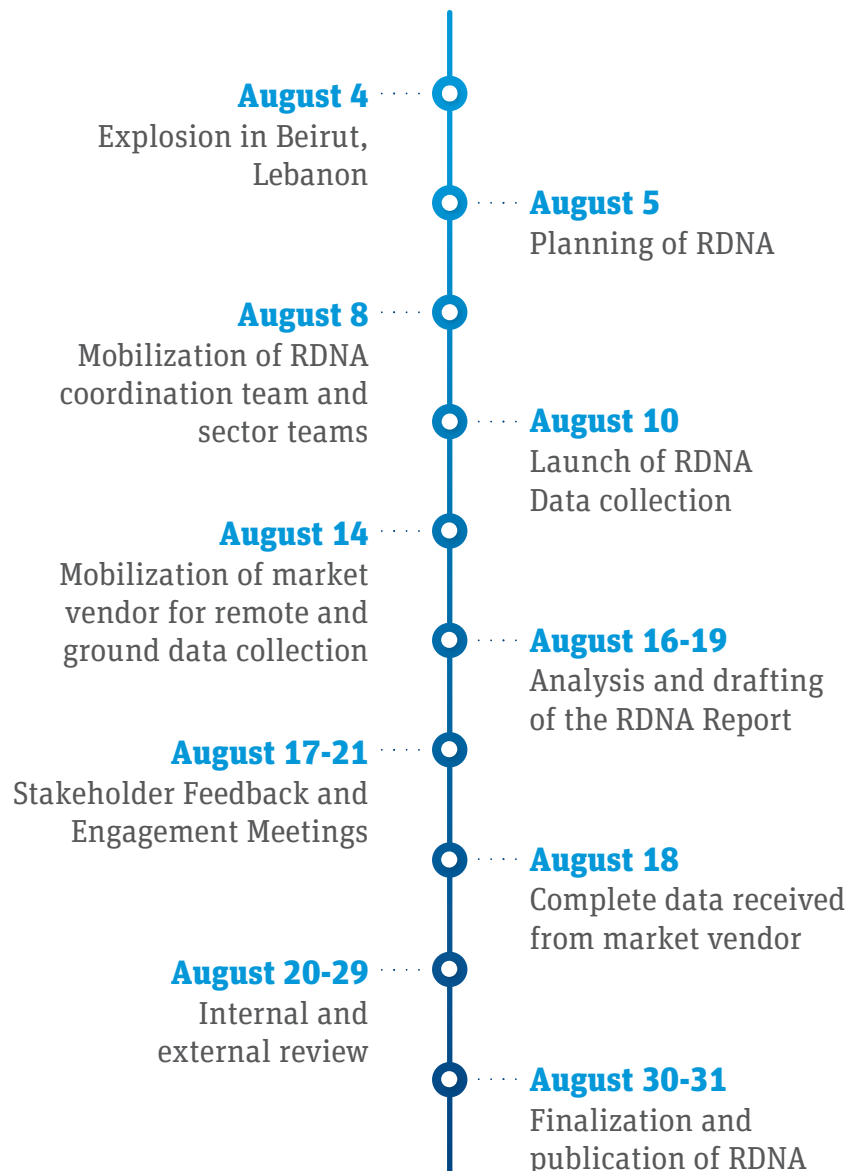 August 4
Explosion in Beirut,
Lebanon
August 5
Planning of RDNA
August 8
Mobilization of RDNA
coordination team and
sector teams
August 10
Launch of RDNA
Data collection
August 14
Mobilization of market
vendor for remote and
ground data collection
August 16-19
Analysis and drafting
of the RDNA Report
August 17-21
Stakeholder Feedback and
Engagement Meetings
August 18
Complete data received
from market vendor
August 20-29
Internal and
external review
August 30-31
Finalization and
publication of RDNA